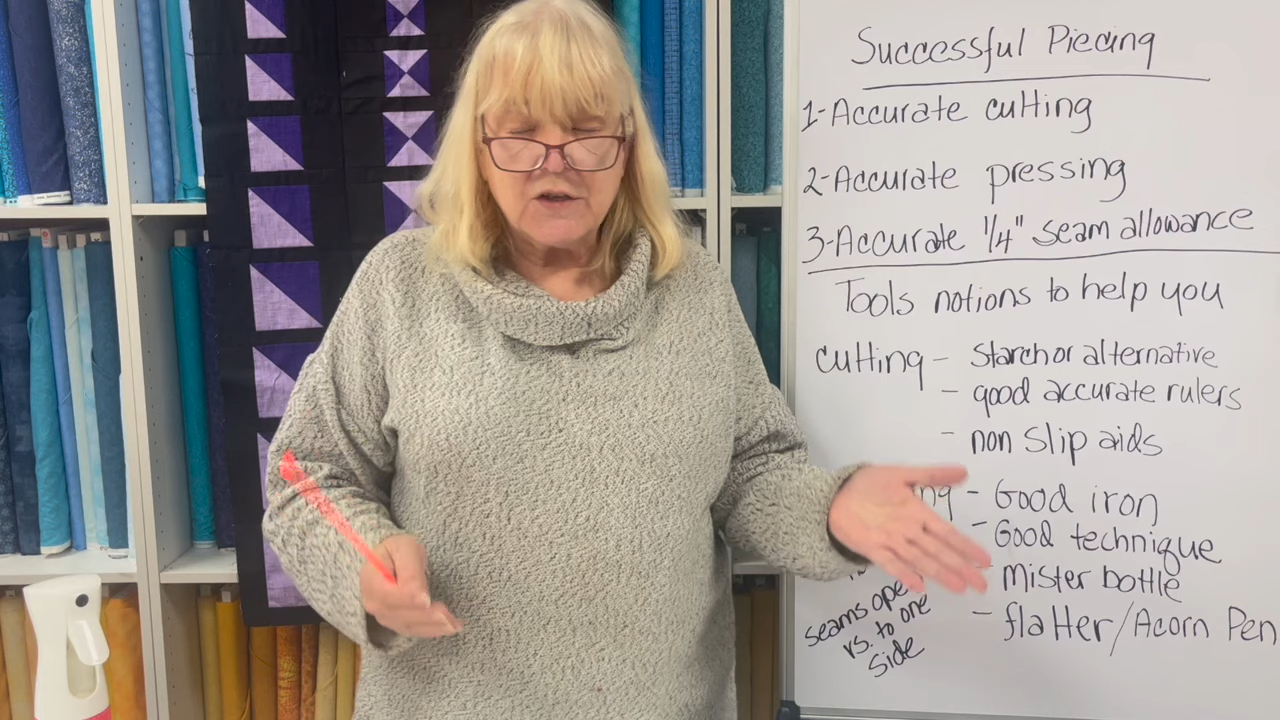 Successful Piecing
1-Accurate cutting
2-Accurate pressing
3-Accurate 1/4" seam allowance
Tools notions to help you
cutting - starch or alternative
- good accurate rulers
- non slip aids
- Good iron
- Good technique
- Mister bottle
- flatter/Acorn Pen
seams
vs. to one
side